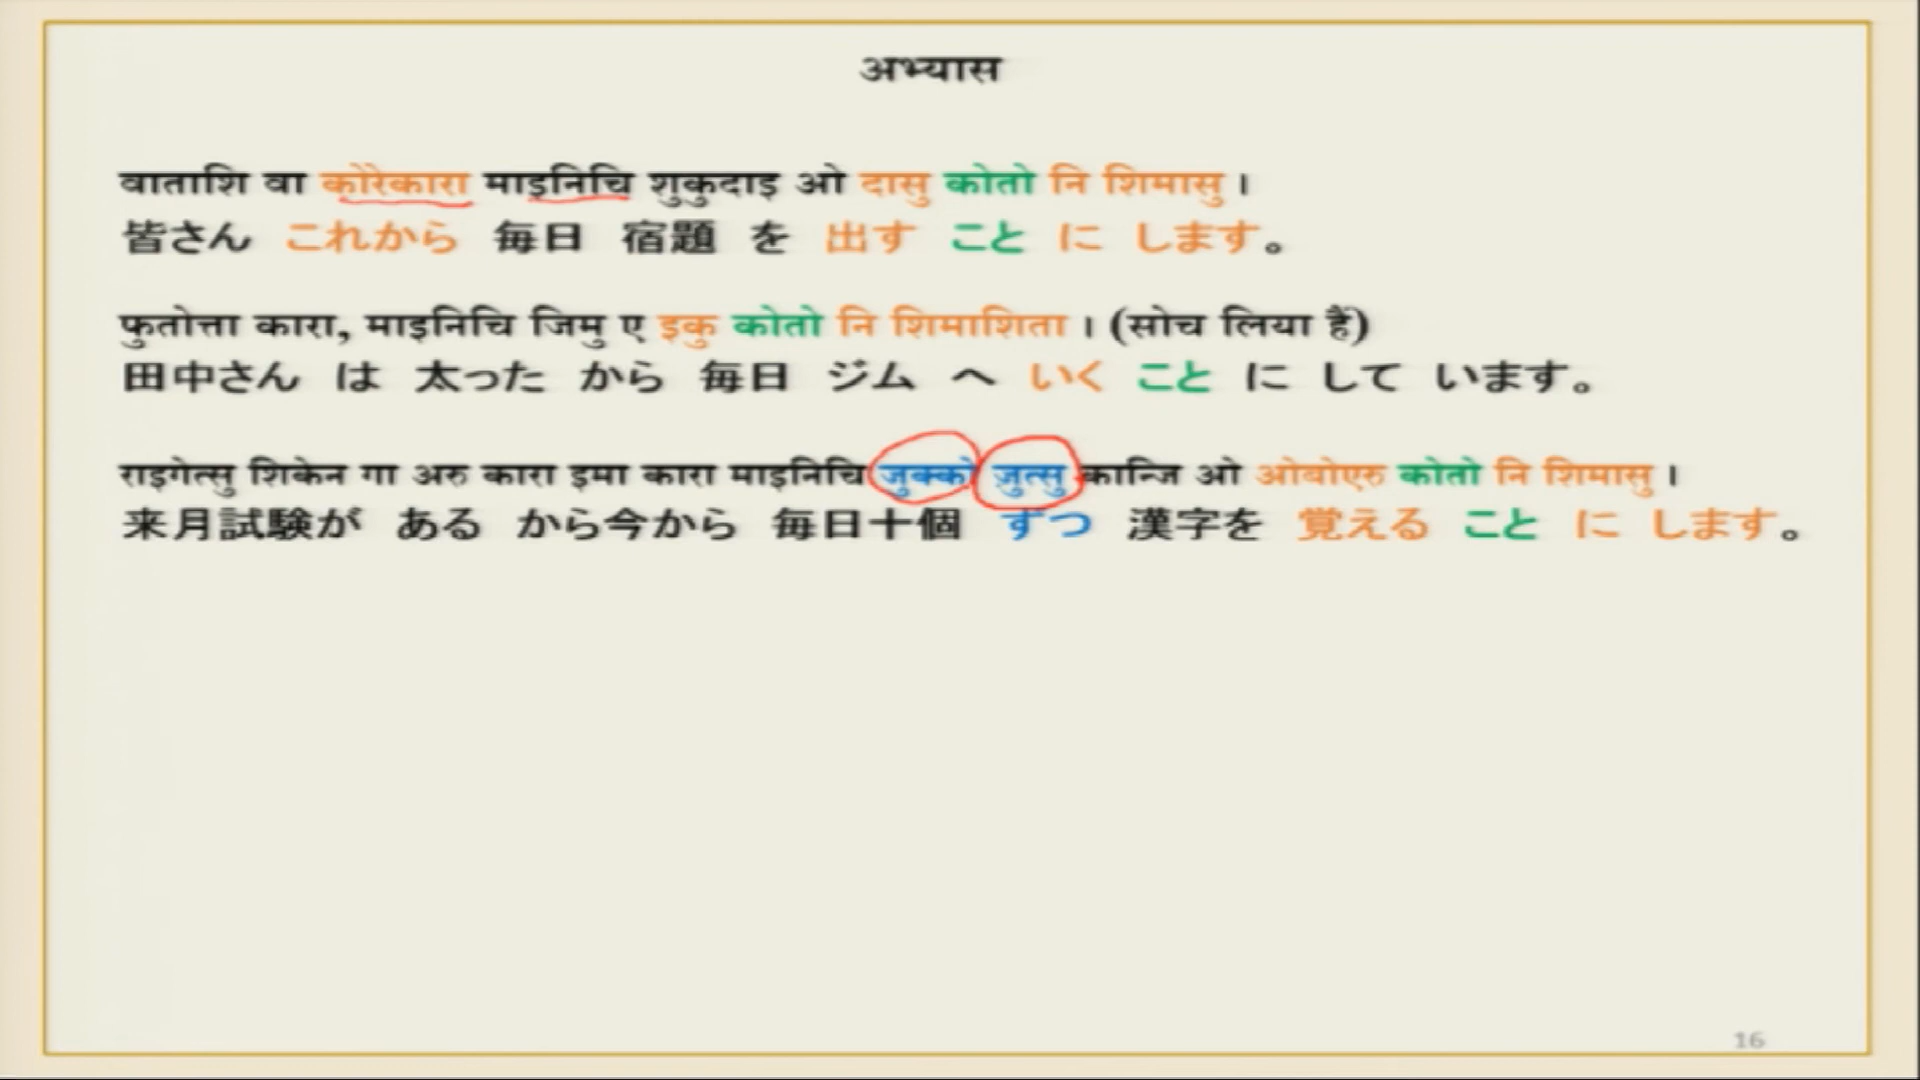 अभ्यास
वाताशि वा कोरेकारा माइनिचि शुकुदाइ ओ दासु कोतो नि शिमासु ।
皆さん これから 毎日 宿題 を 出す こと に します。
फुतोत्ता कारा, माइनिचि जिमु ए इकु कोतो नि शिमाशिता । (सोच लिया हैं)
田中さん は 太った から 毎日 ジム へ いく こと に して います。
राइगेत्सु शिकेन गा अरु कारा इमा कारा माइनिचि जुक्को ज़ुत्सु कान्जि ओ ओबोएरु कोतो नि शिमासु ।
来月試験が ある から今から 毎日十個 ずつ 漢字を 覚える こと に します。
16